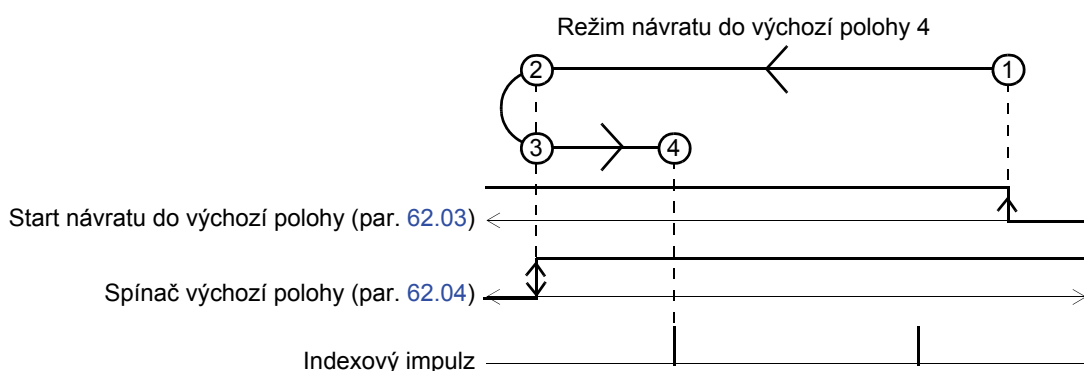 Režim návratu do výchozí polohy 4
2
1
3
4
Start návratu do výchozí polohy (par. 62.03)
Spínač výchozí polohy (par. 62.04)
Indexový impulz